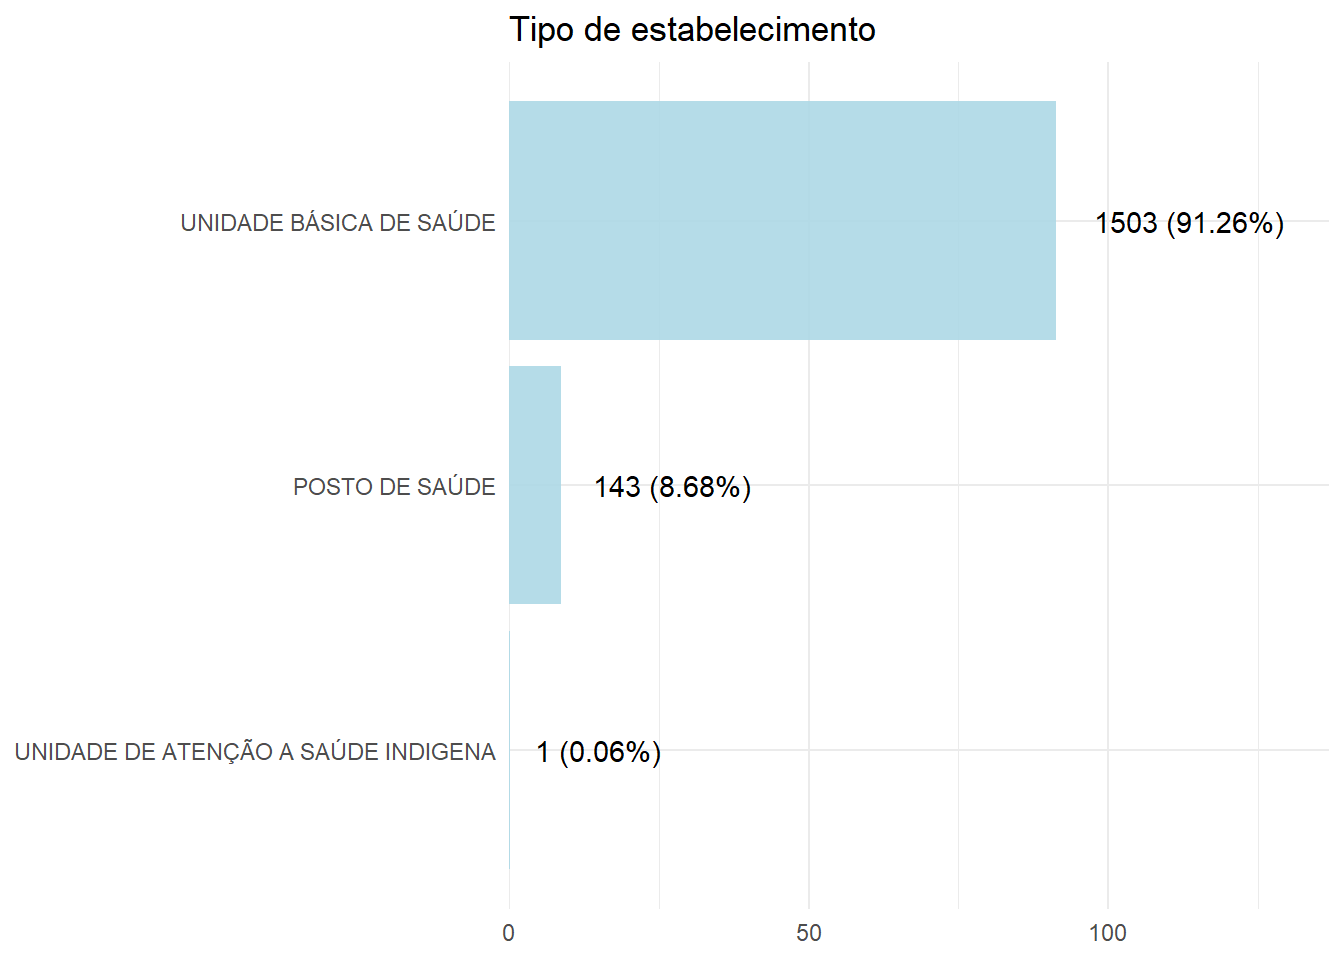 Tipo de estabelecimento
UNIDADE BÁSICA DE SAÚDE
1503 (91.26%)
POSTO DE SAÚDE
143 (8.68%)
UNIDADE DE ATENÇÃO A SAÚDE INDIGENA
1 (0.06%)
0
50
100